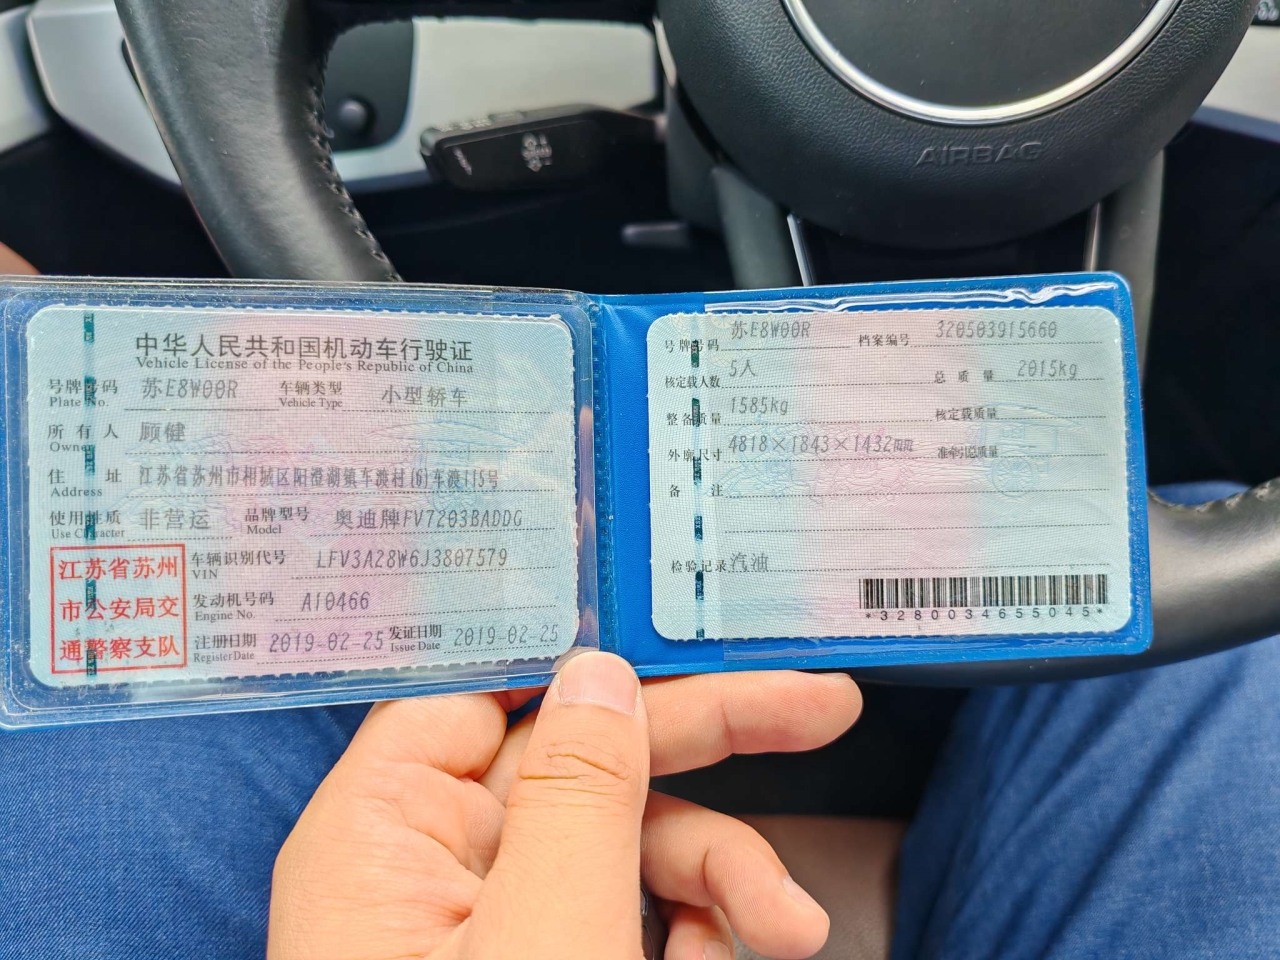 AIRBAG
中华人民共和国机动车行驶证
Vehicle License of the People's Republic of China
号牌号码 苏E8W00R 车辆类型 小型轿车
Plate No. Vehicle Type
所有人 顾健
Owner
住址 江苏省苏州市相城区阳澄湖镇车渡村(6)车渡115号
Address
使用性质 非营运 品牌型号 奥迪牌FV7203BADDG
Use Character Model
江苏省苏州
市公安局交
通警察支队
车辆识别代号 LFV3A28W6J3807579
VIN
发动机号码 A10466
Engine No.
注册日期 2019-02-25 发证日期 2019-02-25
Register Date Issue Date
号牌号码 苏E8W00R 档案编号 320503915660
核定载人数 5人 总质量 2015kg
整备质量 1585kg 核定载质量
外廓尺寸 4818×1843×1432mm 准牵引总质量
备注
检验记录 汽油
*3280034655045*